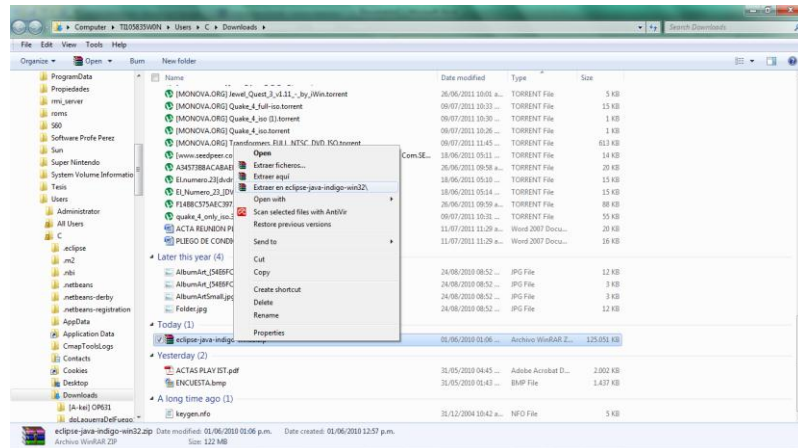 Computer ▸ TI105835W0N ▸ Users ▸ C ▸ Downloads ▸
Search Downloads
File Edit View Tools Help
Organize Open Burn New folder
ProgramData
Propiedades
rmi_server
roms
S60
Software Profe Perez
Sun
Super Nintendo
System Volume Informatio
Tesis
Users
Administrator
All Users
C
.eclipse
.m2
.nbi
.netbeans
.netbeans-derby
.netbeans-registration
AppData
Application Data
CmapToolsLogs
Contacts
Cookies
Desktop
Downloads
[A-kei] OP631
deLaguerraDelFuego
Name Date modified Type Size
[MONOVA.ORG] Jewel_Quest_3_v1.11_-_by_iWin.torrent 26/06/2011 10:01 a... TORRENT File 5 KB
[MONOVA.ORG] Quake_4_full-iso.torrent 09/07/2011 10:33 ... TORRENT File 15 KB
[MONOVA.ORG] Quake_4_iso (1).torrent 09/07/2011 10:30 ... TORRENT File 1 KB
[MONOVA.ORG] Quake_4_iso.torrent 09/07/2011 10:26 ... TORRENT File 1 KB
[MONOVA.ORG] Transformers FULL NTSC DVD ISO.torrent 09/07/2011 11:45 ... TORRENT File 613 KB
[www.seedpeer.co Com.SE... 18/06/2011 05:11 ... TORRENT File 14 KB
A34573B8ACABAE 26/06/2011 09:58 a... TORRENT File 20 KB
El.numero.23[dvdr 18/06/2011 05:10 ... TORRENT File 15 KB
El_Numero_23_[DV 18/06/2011 05:14 ... TORRENT File 15 KB
F14BBC575AEC397 26/06/2011 09:59 a... TORRENT File 88 KB
quake_4_only_iso.3 09/07/2011 10:31 ... TORRENT File 55 KB
ACTA REUNION P 11/07/2011 11:29 a... Word 2007 Docu... 20 KB
PLIEGO DE CONDI 11/07/2011 11:29 a... Word 2007 Docu... 16 KB
Later this year (4)
AlbumArt_{54E6FC 24/08/2010 08:52 ... JPG File 12 KB
AlbumArt_{54E6FC 24/08/2010 08:52 ... JPG File 3 KB
AlbumArtSmall.jpg 24/08/2010 08:52 ... JPG File 3 KB
Folder.jpg 24/08/2010 08:52 ... JPG File 12 KB
Today (1)
eclipse-java-indigo-win32.zip 01/06/2010 01:06 ... Archivo WinRAR Z... 125.051 KB
Yesterday (2)
ACTAS PLAY IST.pdf 31/05/2010 04:45 ... Adobe Acrobat D... 2.002 KB
ENCUESTA.bmp 31/05/2010 01:43 ... BMP File 1.437 KB
A long time ago (1)
keygen.nfo 31/12/2004 10:42 a... NFO File 5 KB
Open
Extraer ficheros...
Extraer aquí
Extraer en eclipse-java-indigo-win32\
Open with
Scan selected files with AntiVir
Restore previous versions
Send to
Cut
Copy
Create shortcut
Delete
Rename
Properties
eclipse-java-indigo-win32.zip Date modified: 01/06/2010 01:06 p.m. Date created: 01/06/2010 12:57 p.m.
Archivo WinRAR ZIP Size: 122 MB